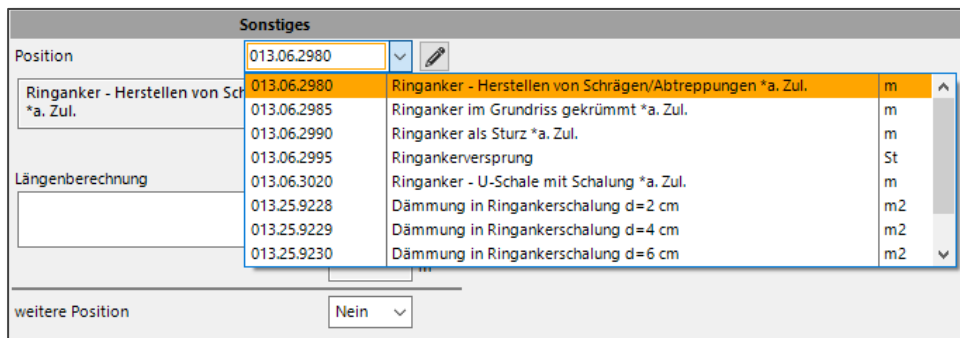 Sonstiges
Position 013.06.2980
Ringanker - Herstellen von Sch
*a. Zul.
013.06.2980 Ringanker - Herstellen von Schrägen/Abtreppungen *a. Zul. m
013.06.2985 Ringanker im Grundriss gekrümmt *a. Zul. m
013.06.2990 Ringanker als Sturz *a. Zul. m
013.06.2995 Ringankerversprung St
013.06.3020 Ringanker - U-Schale mit Schalung *a. Zul. m
013.25.9228 Dämmung in Ringankerschalung d=2 cm m2
013.25.9229 Dämmung in Ringankerschalung d=4 cm m2
013.25.9230 Dämmung in Ringankerschalung d=6 cm m2
Längenberechnung
weitere Position Nein